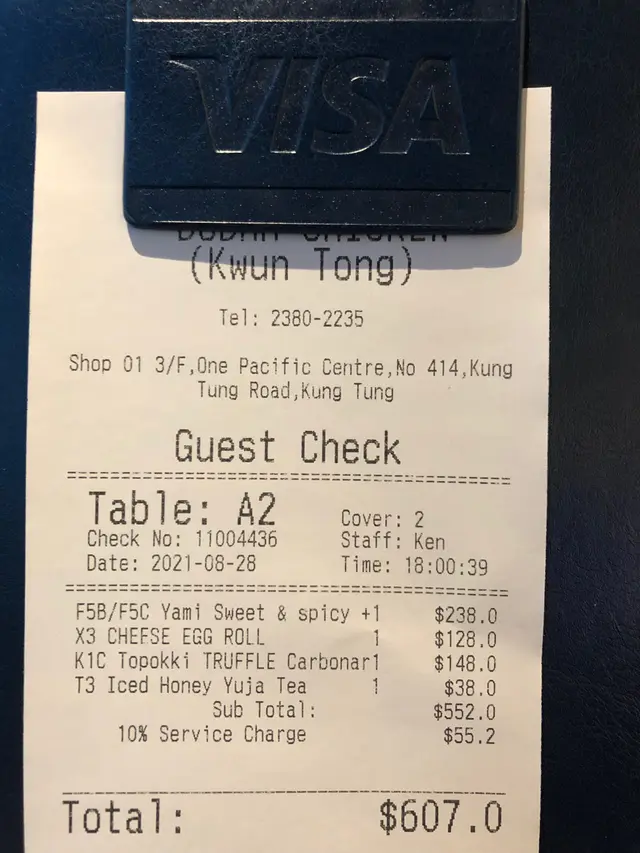 VISA
(Kwun Tong)
Tel: 2380-2235
Shop 01 3/F,One Pacific Centre,No 414,Kung
Tung Road,Kung Tung
Guest Check
Table: A2
Cover: 2
Check No: 11004436
Staff: Ken
Date: 2021-08-28
Time: 18:00:39
F5B/F5C Yami Sweet & spicy +1 $238.0
X3 CHEFSE EGG ROLL 1 $128.0
K1C Topokki TRUFFLE Carbonar1 $148.0
T3 Iced Honey Yuja Tea 1 $38.0
Sub Total: $552.0
10% Service Charge $55.2
Total: $607.0